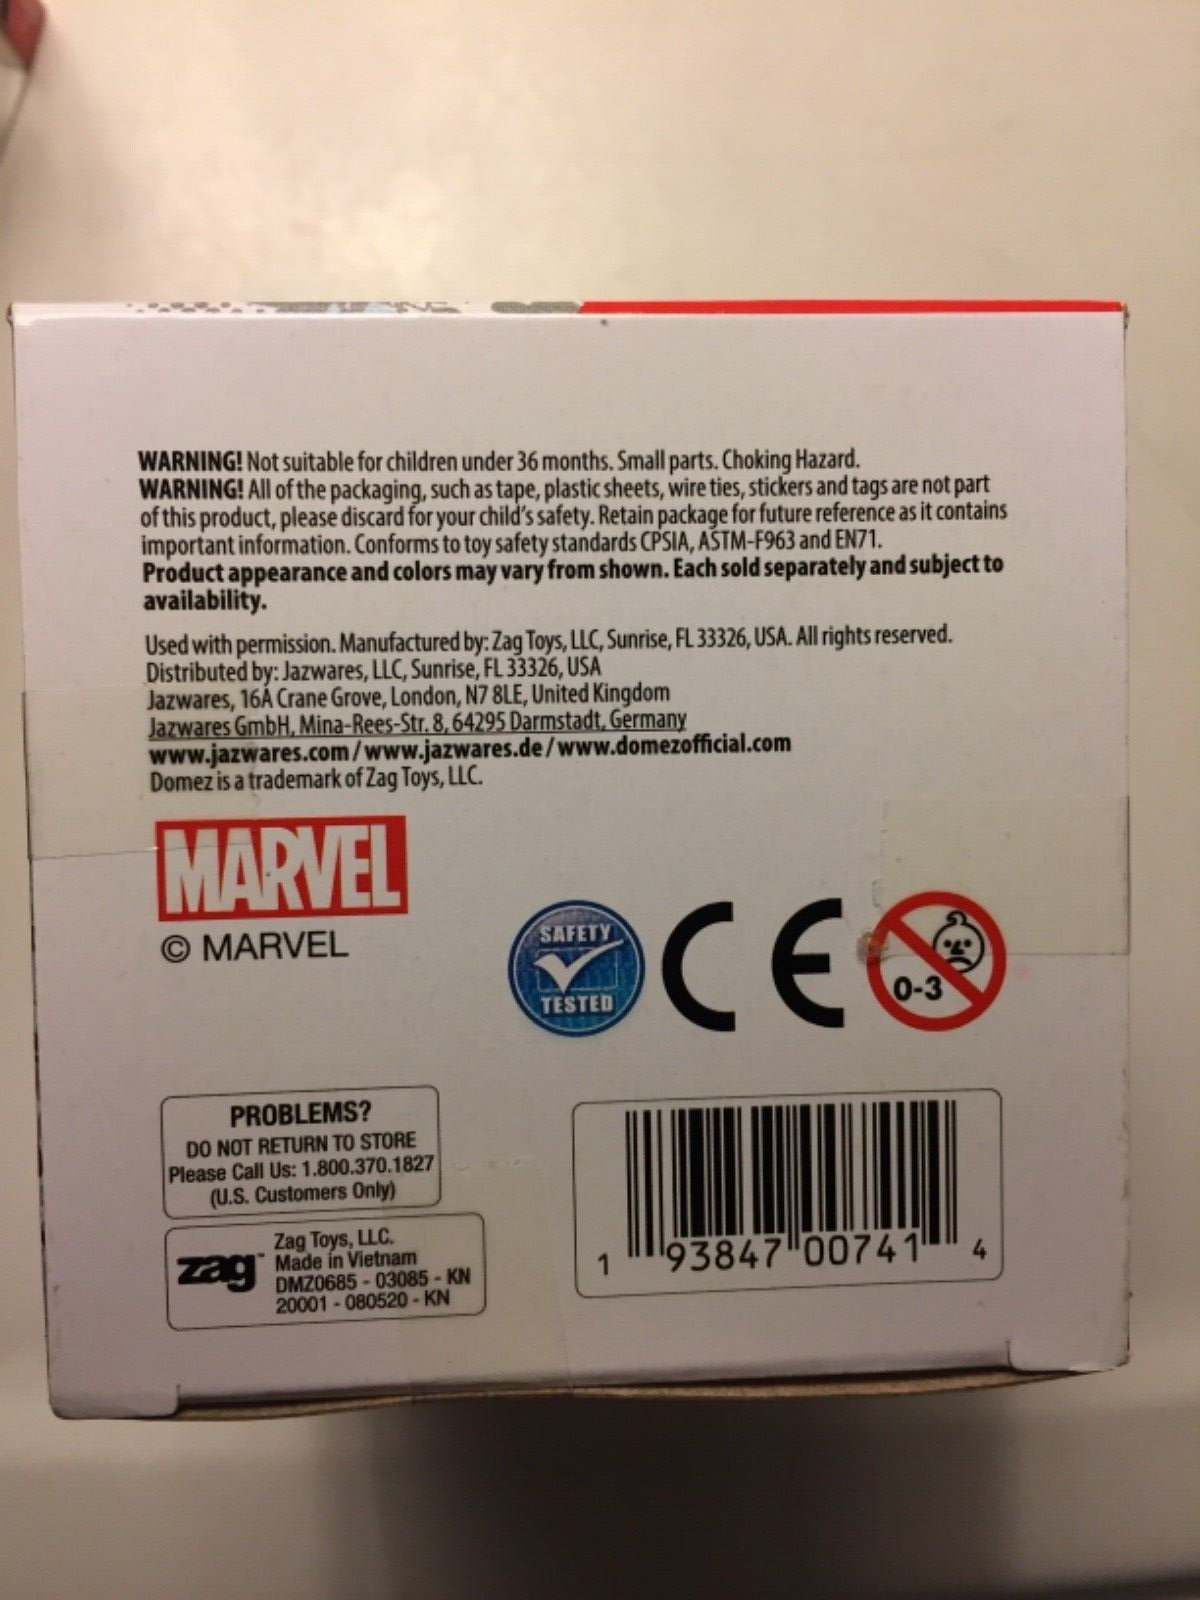 WARNING! Not suitable for children under 36 months. Small parts. Choking Hazard.
WARNING! All of the packaging, such as tape, plastic sheets, wire ties, stickers and tags are not part
of this product, please discard for your child's safety. Retain package for future reference as it contains
important information. Conforms to toy safety standards CPSIA, ASTM-F963 and EN71.
Product appearance and colors may vary from shown. Each sold separately and subject to
availability.
Used with permission. Manufactured by: Zag Toys, LLC, Sunrise, FL 33326, USA. All rights reserved.
Distributed by: Jazwares, LLC, Sunrise, FL 33326, USA
Jazwares, 16A Crane Grove, London, N7 8LE, United Kingdom
Jazwares GmbH, Mina-Rees-Str. 8, 64295 Darmstadt, Germany
www.jazwares.com / www.jazwares.de / www.domezofficial.com
Domez is a trademark of Zag Toys, LLC.
MARVEL
© MARVEL
SAFETY
TESTED
CE
0-3
PROBLEMS?
DO NOT RETURN TO STORE
Please Call Us: 1.800.370.1827
(U.S. Customers Only)
zag™
Zag Toys, LLC.
Made in Vietnam
DMZ0685 - 03085 - KN
20001 - 080520 - KN
1 93847 00741 4